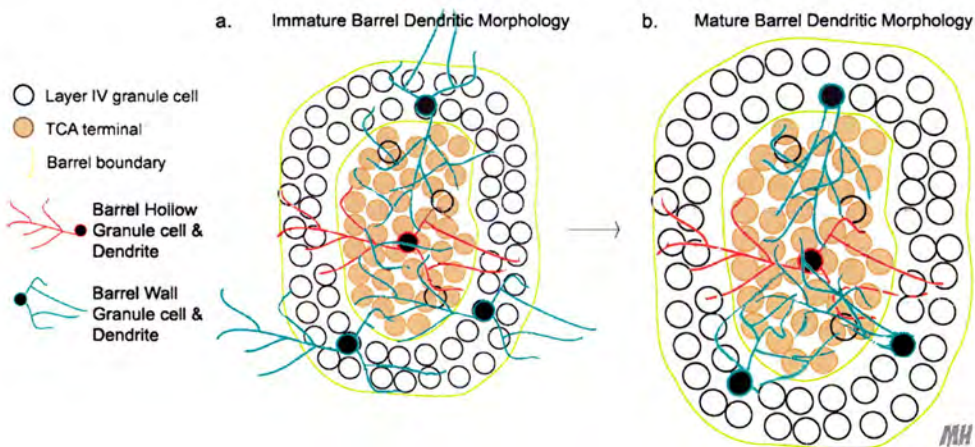 a. Immature Barrel Dendritic Morphology
b. Mature Barrel Dendritic Morphology
Layer IV granule cell
TCA terminal
Barrel boundary
Barrel Hollow
Granule cell &
Dendrite
Barrel Wall
Granule cell &
Dendrite
MH